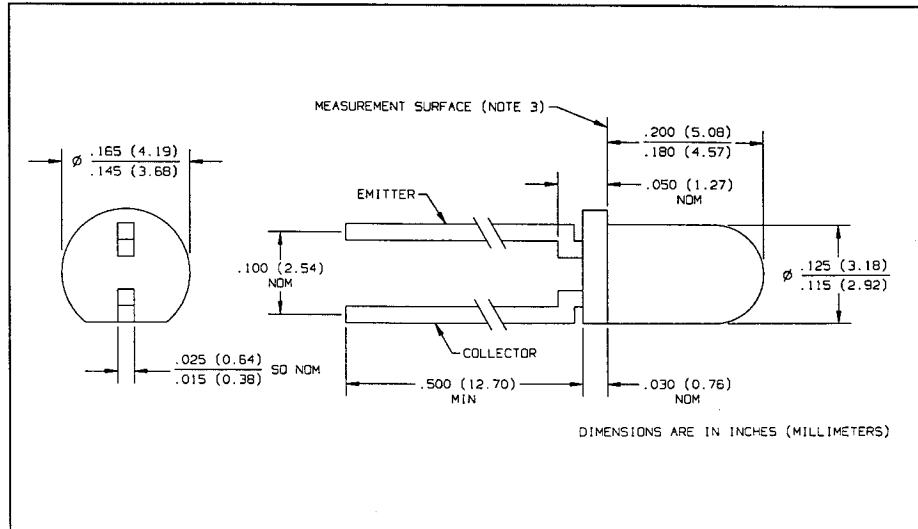 MEASUREMENT SURFACE (NOTE 3)
.200 (5.08)
.180 (4.57)
Ø .165 (4.19)
.145 (3.68)
.050 (1.27)
NOM
EMITTER
.100 (2.54)
NOM
Ø .125 (3.18)
.115 (2.92)
COLLECTOR
.025 (0.64)
.015 (0.38) SQ NOM
.500 (12.70)
MIN
.030 (0.76)
NOM
DIMENSIONS ARE IN INCHES (MILLIMETERS)